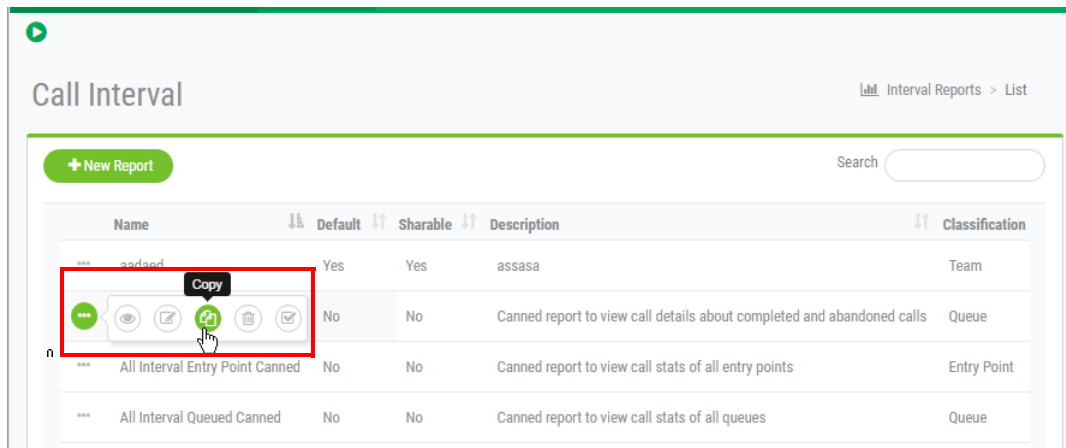 Call Interval
Interval Reports > List
+ New Report
Search
Name Default Sharable Description Classification
aadaed Yes Yes assasa Team
Copy
No No Canned report to view call details about completed and abandoned calls Queue
All Interval Entry Point Canned No No Canned report to view call stats of all entry points Entry Point
All Interval Queued Canned No No Canned report to view call stats of all queues Queue